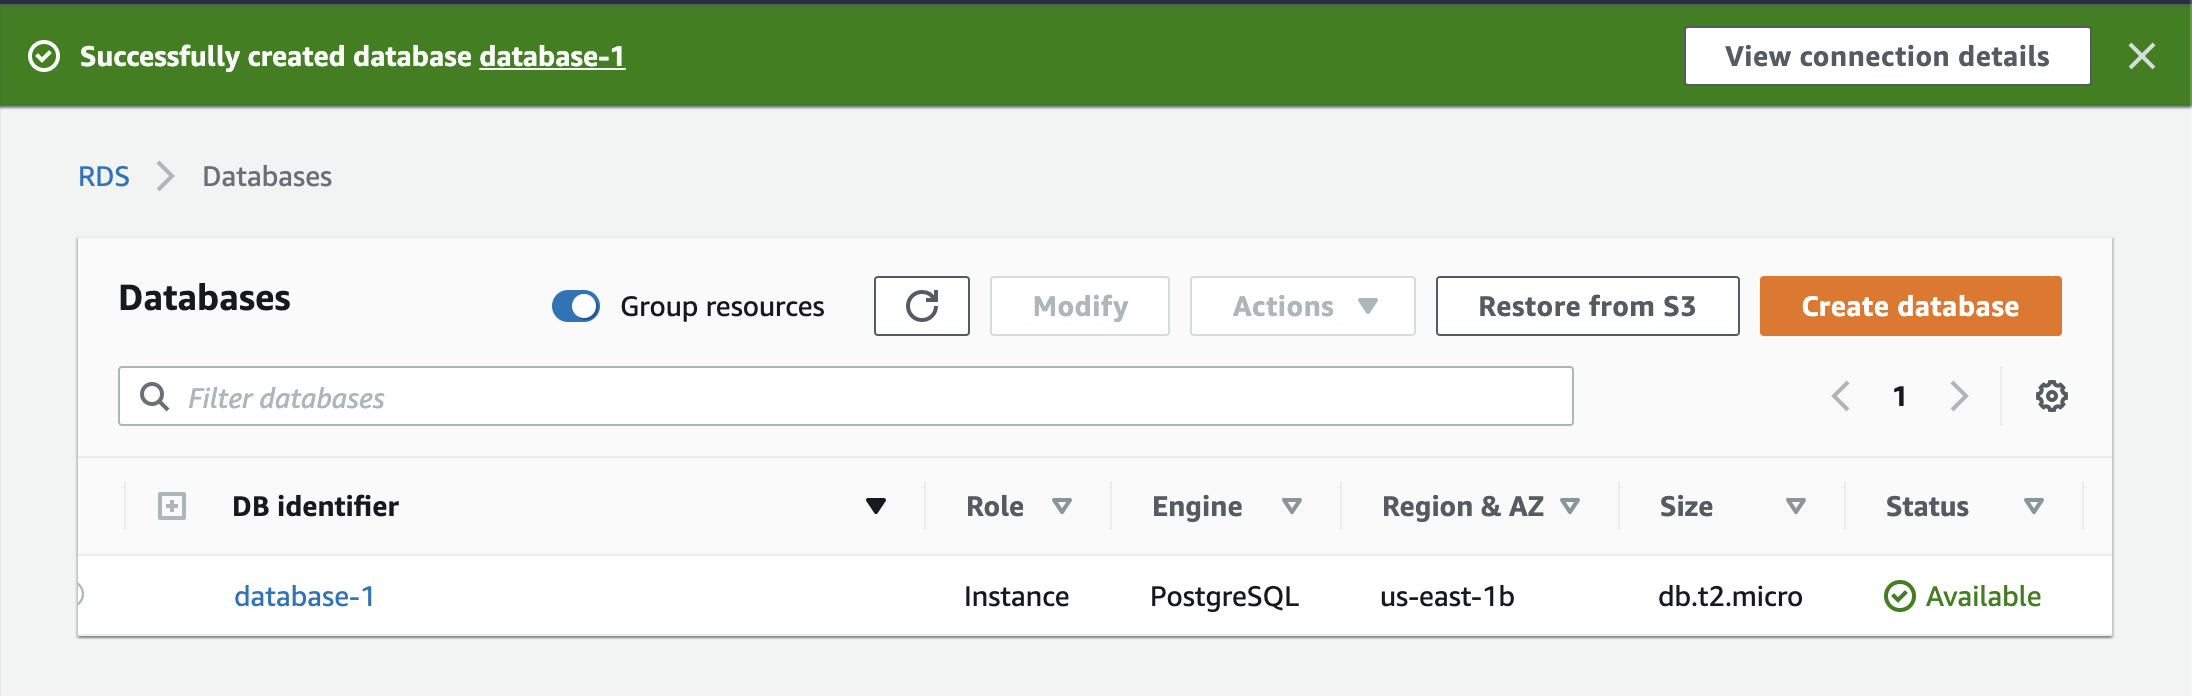 Successfully created database database-1 View connection details
RDS Databases
Databases Group resources Modify Actions Restore from S3 Create database
Filter databases 1
DB identifier Role Engine Region & AZ Size Status
database-1 Instance PostgreSQL us-east-1b db.t2.micro Available